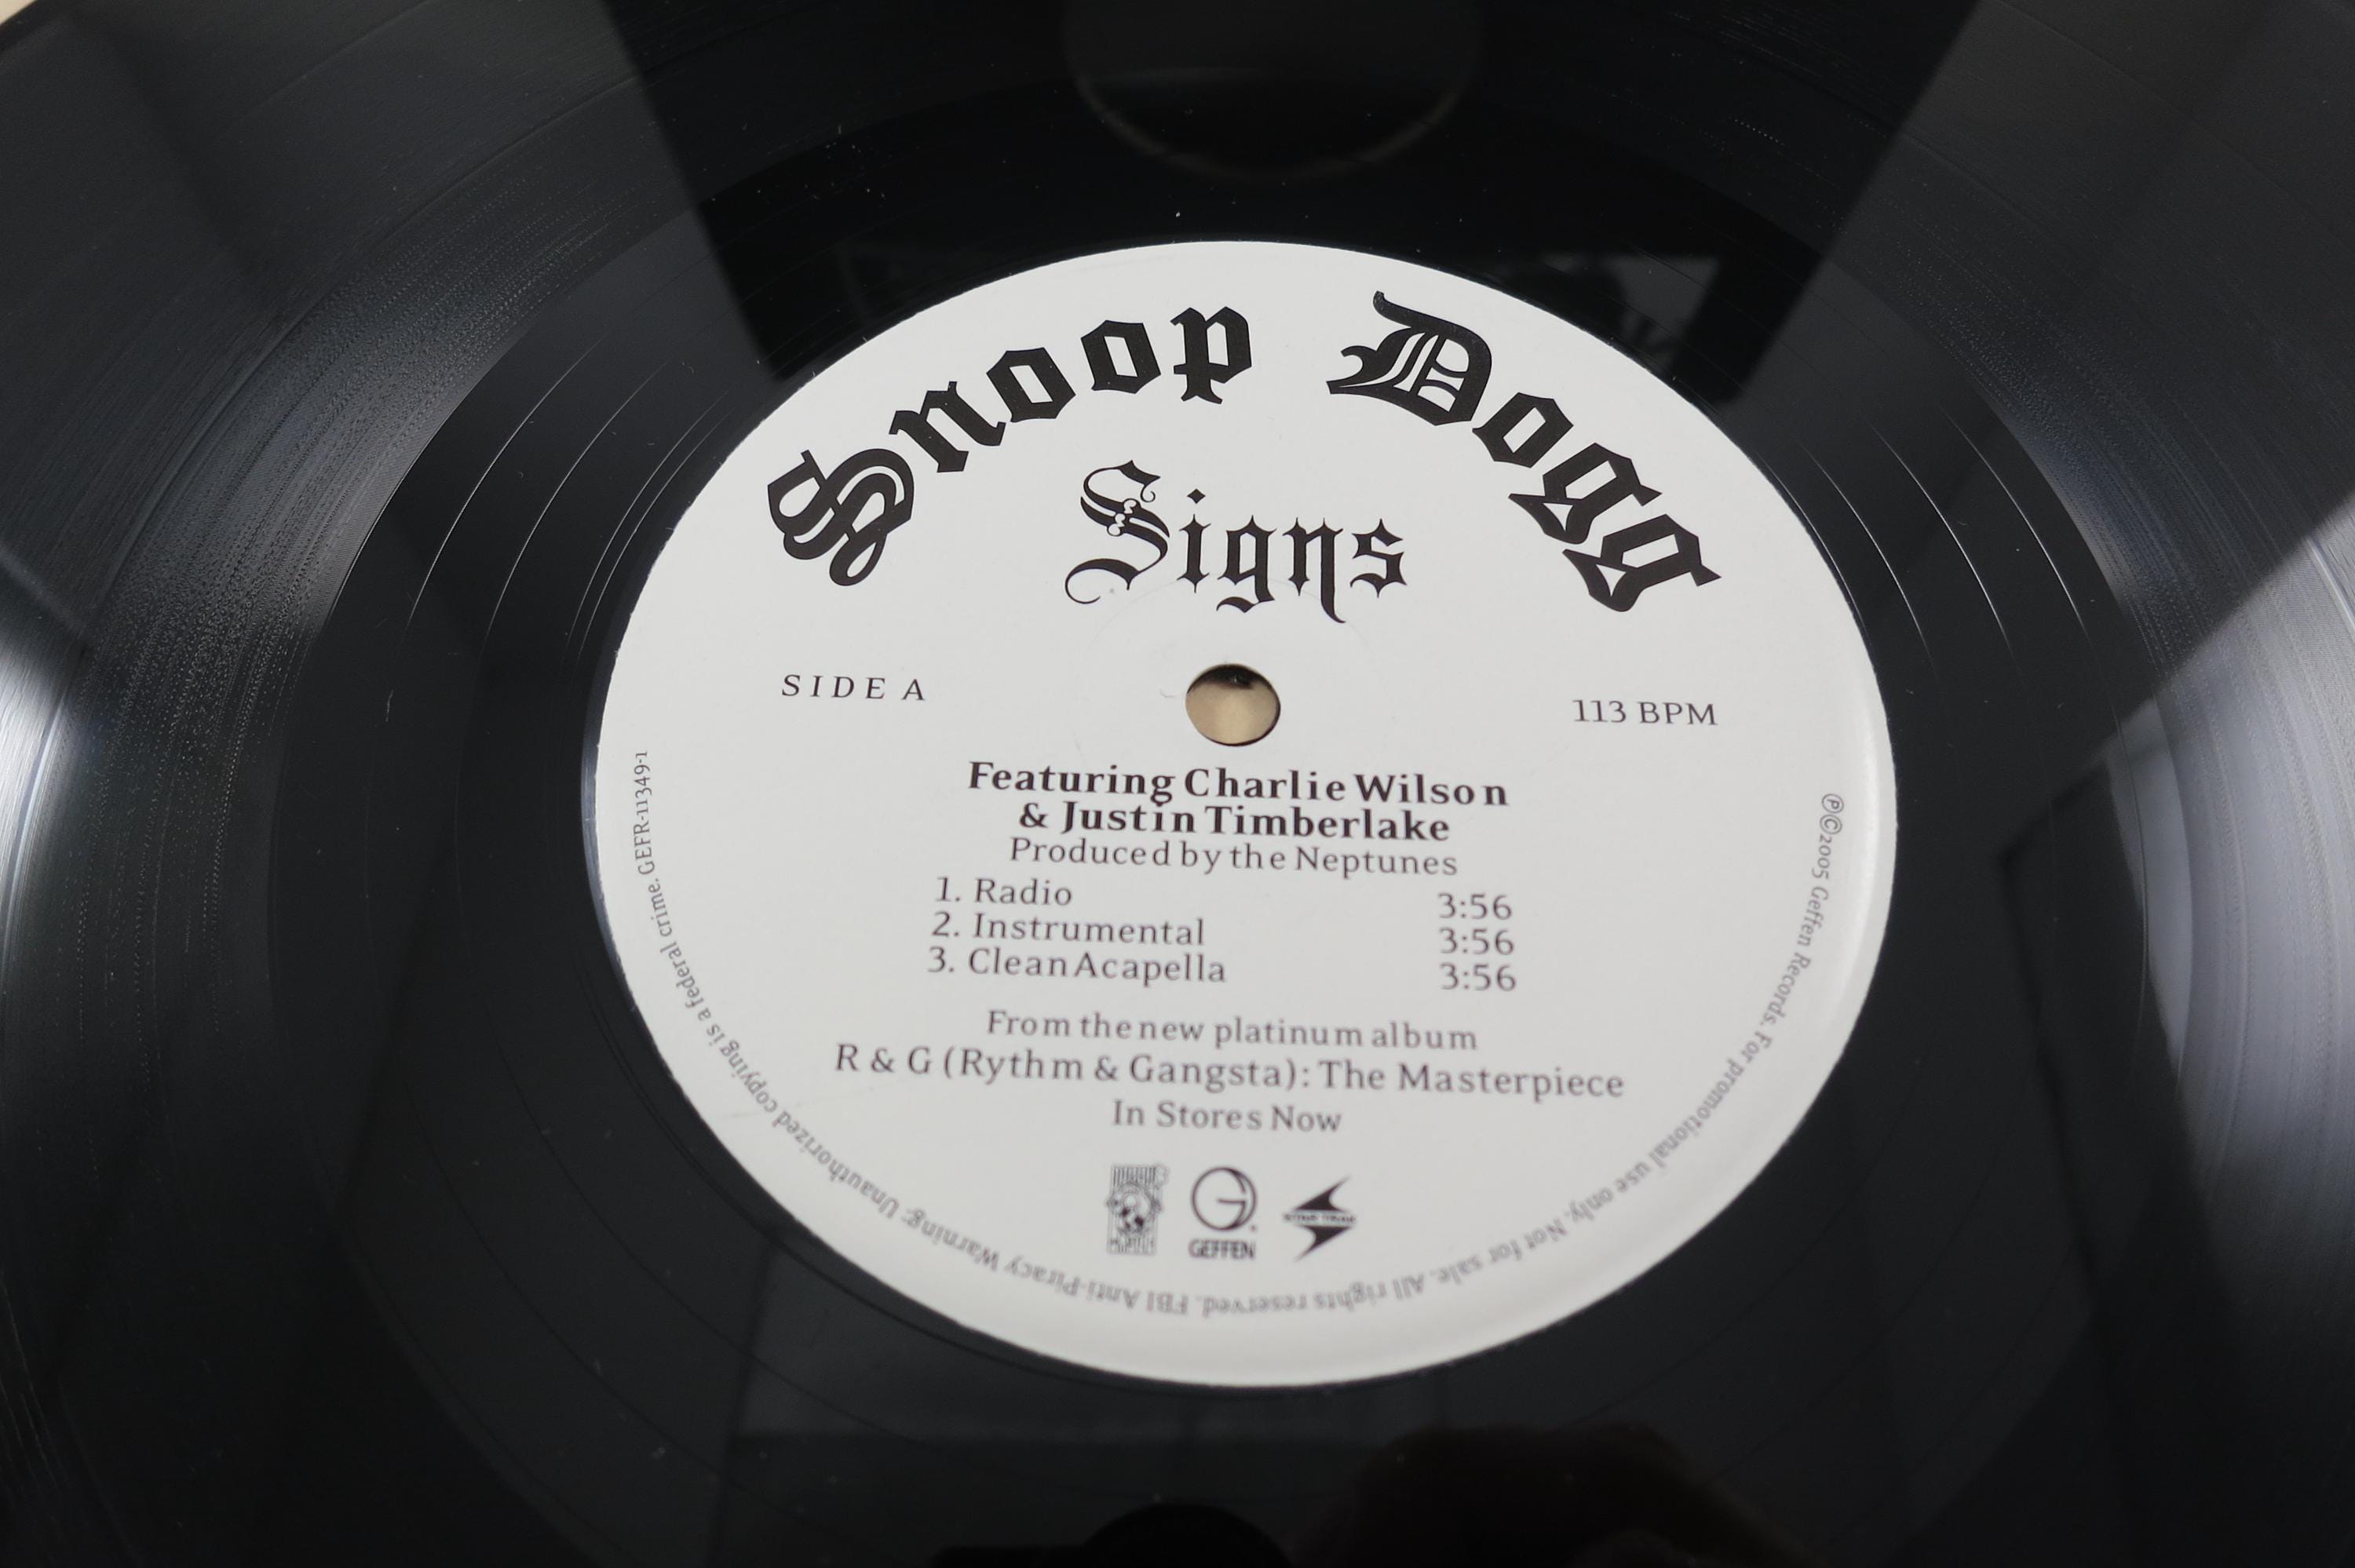 Snoop Dogg
Signs
SIDE A
113 BPM
Featuring Charlie Wilson
& Justin Timberlake
Produced by the Neptunes
1. Radio 3:56
2. Instrumental 3:56
3. Clean Acapella 3:56
From the new platinum album
R & G (Rythm & Gangsta): The Masterpiece
In Stores Now
GEFFEN
STAR TRAK
℗©2005 Geffen Records. For promotional use only. Not for sale. All rights reserved. FBI Anti-Piracy Warning: Unauthorized copying is a federal crime. GEFR-11349-1